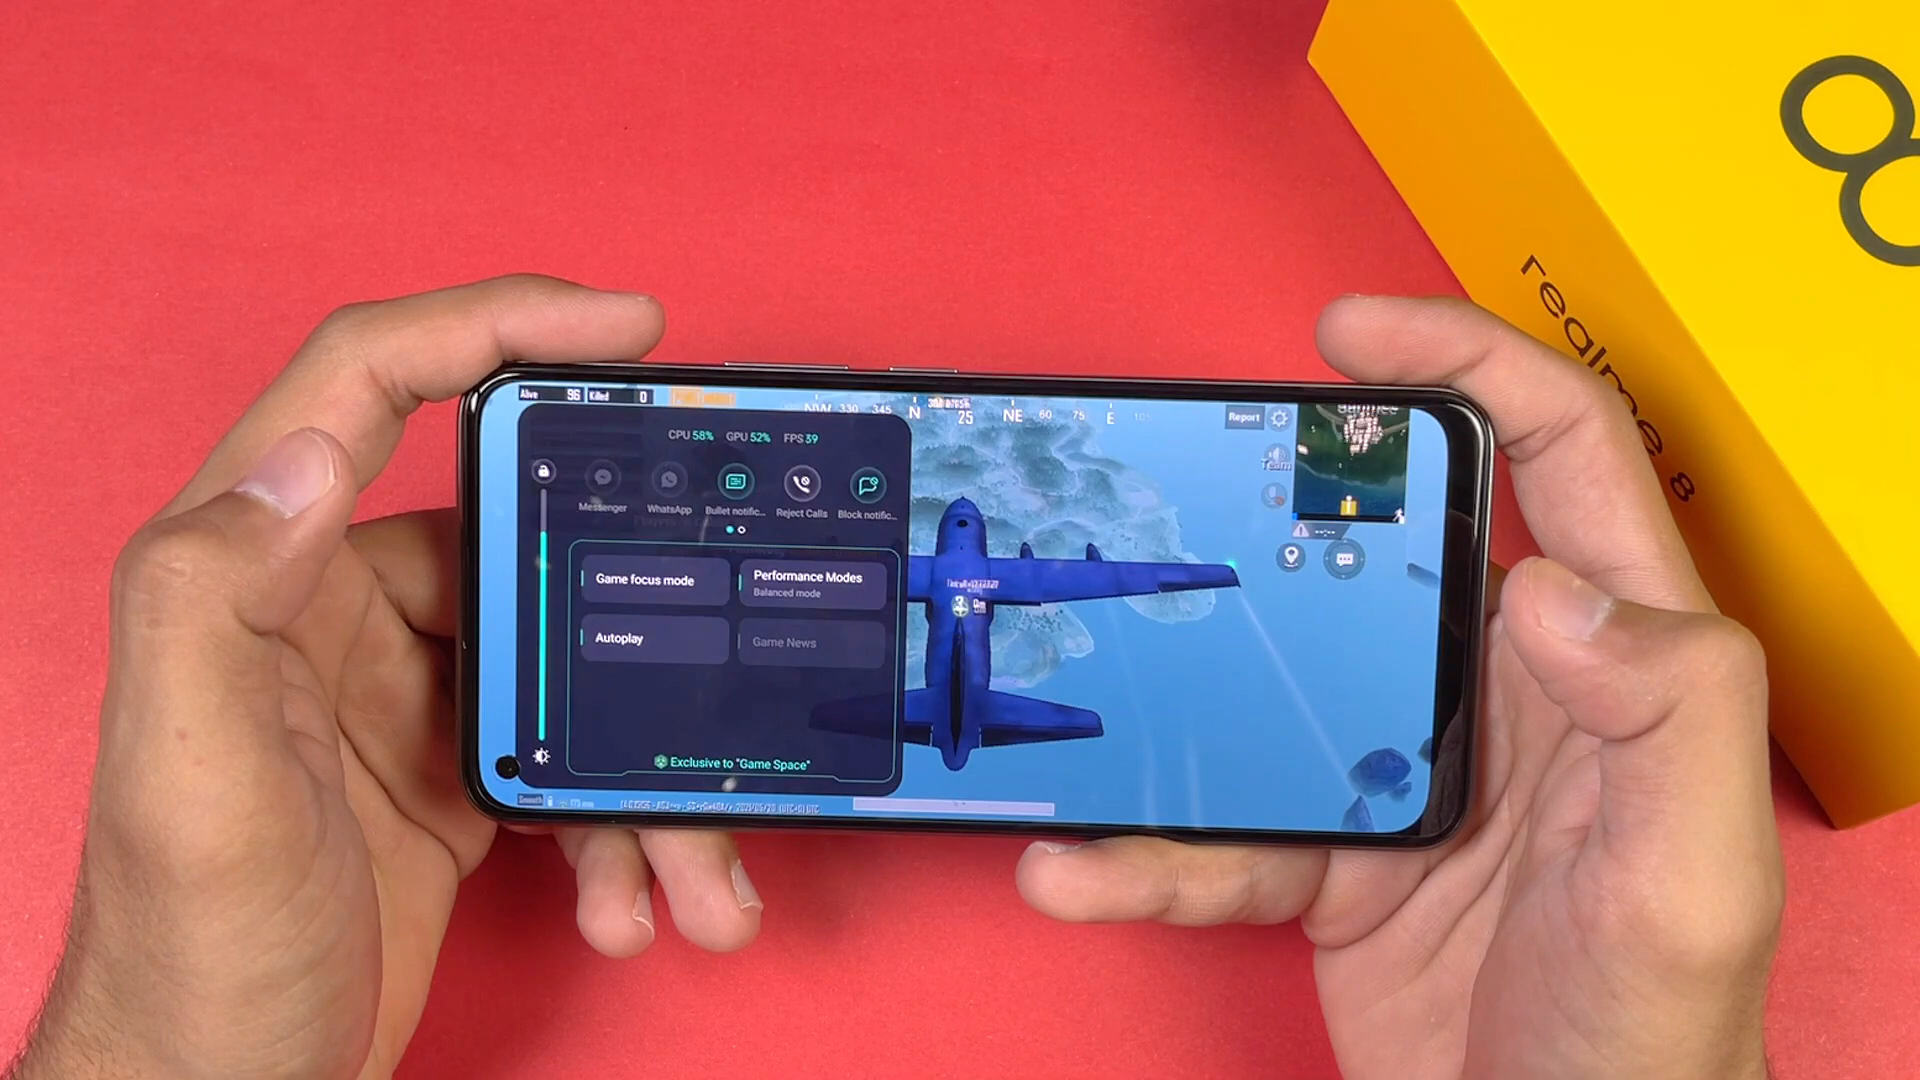 8
realme 8
Alive 96 Killed 0
NW 330 345 N 25 NE 60 75 E
Report
Team
CPU 58% GPU 52% FPS 39
Messenger
WhatsApp
Bullet notific...
Reject Calls
Block notific...
Game focus mode
Performance Modes
Balanced mode
Autoplay
Game News
Exclusive to "Game Space"
Smooth